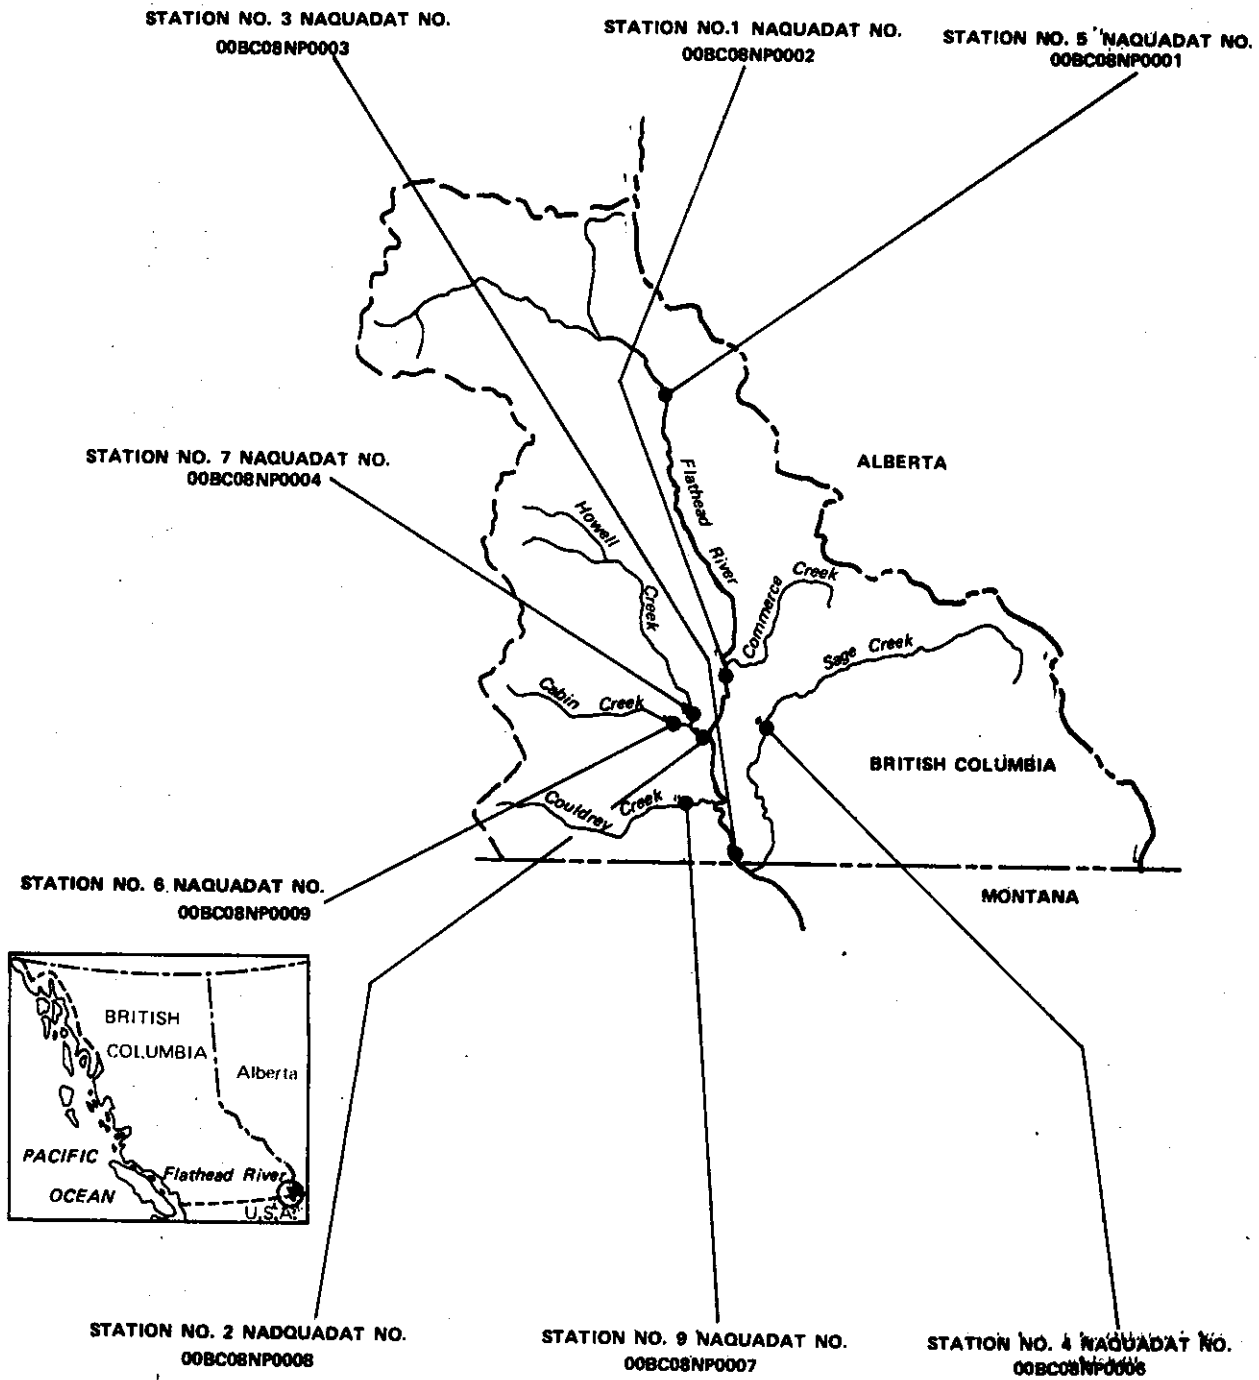 STATION NO. 3 NAQUADAT NO.
00BC08NP0003
STATION NO.1 NAQUADAT NO.
00BC08NP0002
STATION NO. 5 NAQUADAT NO.
00BC08NP0001
ALBERTA
STATION NO. 7 NAQUADAT NO.
00BC08NP0004
Flathead River
Howell Creek
Commerce Creek
Sage Creek
Cabin Creek
BRITISH COLUMBIA
Couldrey Creek
STATION NO. 6 NAQUADAT NO.
00BC08NP0009
MONTANA
BRITISH
COLUMBIA
Alberta
PACIFIC
OCEAN
Flathead River
U.S.A.
STATION NO. 2 NADQUADAT NO.
00BC08NP0008
STATION NO. 9 NAQUADAT NO.
00BC08NP0007
STATION NO. 4 NAQUADAT NO.
00BC08NP0006